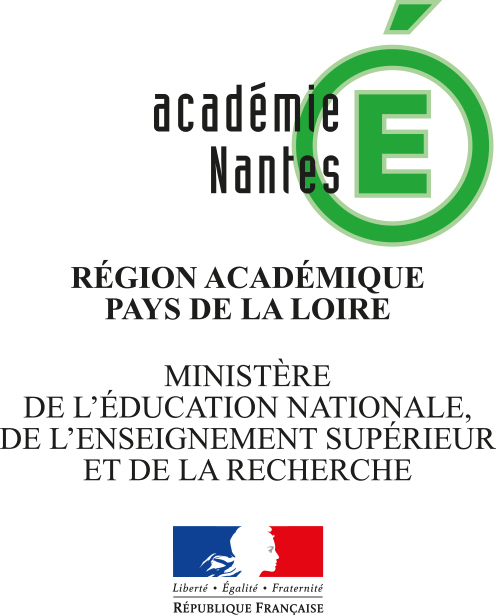 académie
Nantes
É
RÉGION ACADÉMIQUE
PAYS DE LA LOIRE
MINISTÈRE
DE L’ÉDUCATION NATIONALE,
DE L’ENSEIGNEMENT SUPÉRIEUR
ET DE LA RECHERCHE
Liberté • Égalité • Fraternité
RÉPUBLIQUE FRANÇAISE